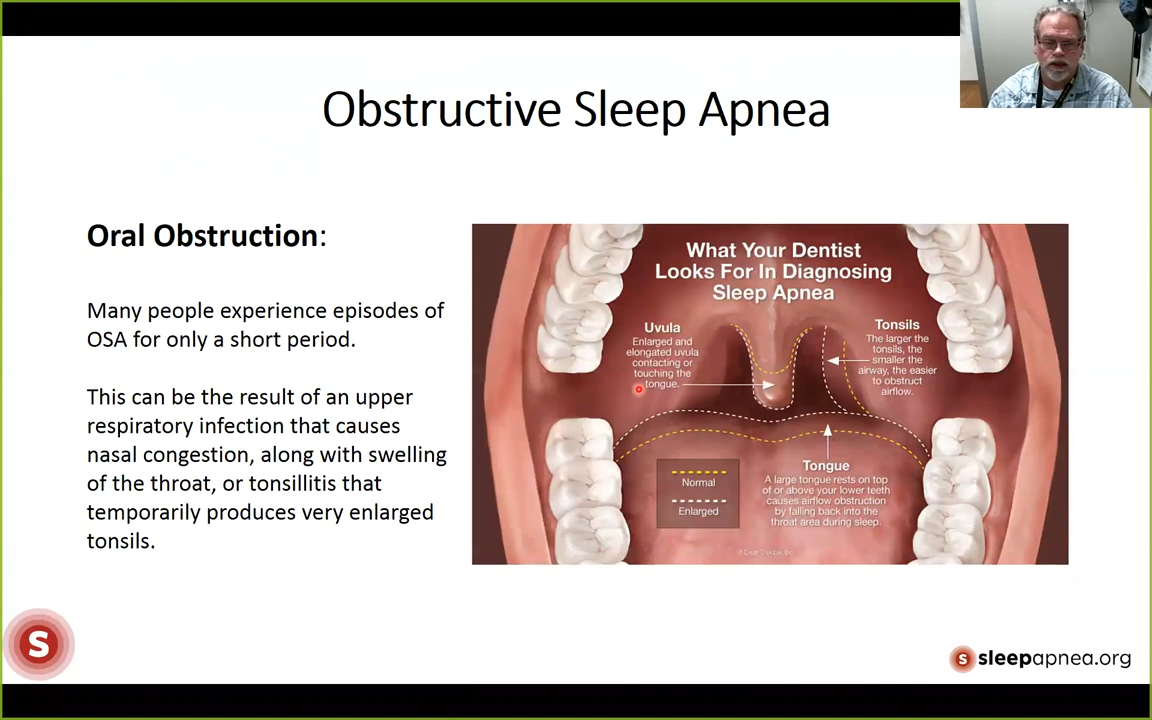 Obstructive Sleep Apnea
Oral Obstruction:
Many people experience episodes of
OSA for only a short period.
This can be the result of an upper
respiratory infection that causes
nasal congestion, along with swelling
of the throat, or tonsillitis that
temporarily produces very enlarged
tonsils.
What Your Dentist
Looks For In Diagnosing
Sleep Apnea
Uvula
Enlarged and
elongated uvula
contacting or
touching the
tongue.
Tonsils
The larger the
tonsils, the
smaller the
airway, the easier
to obstruct
airflow.
Normal
Enlarged
Tongue
A large tongue rests on top
of or above your lower teeth
causes airflow obstruction
by falling back into the
throat area during sleep.
© Dear Doctor, Inc.
S
S sleepapnea.org